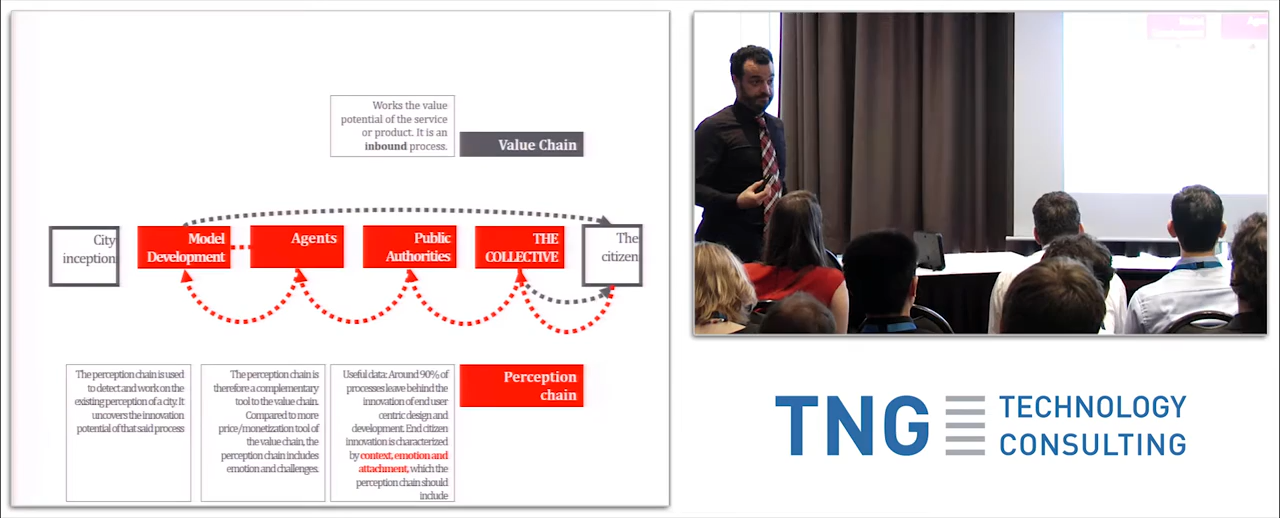 Works the value
potential of the service
or product. It is an
inbound process.
Value Chain
City
inception
Model
Development
Agents
Public
Authorities
THE
COLLECTIVE
The
citizen
The perception chain is used
to detect and work on the
existing perception of a city. It
uncovers the innovation
potential of that said process
The perception chain is
therefore a complementary
tool to the value chain.
Compared to more
price/monetization tool of
the value chain, the
perception chain includes
emotion and challenges.
Useful data: Around 90% of
processes leave behind the
innovation of end user
centric design and
development. End citizen
innovation is characterized
by context, emotion and
attachment, which the
perception chain should
include
Perception
chain
TNG TECHNOLOGY
CONSULTING